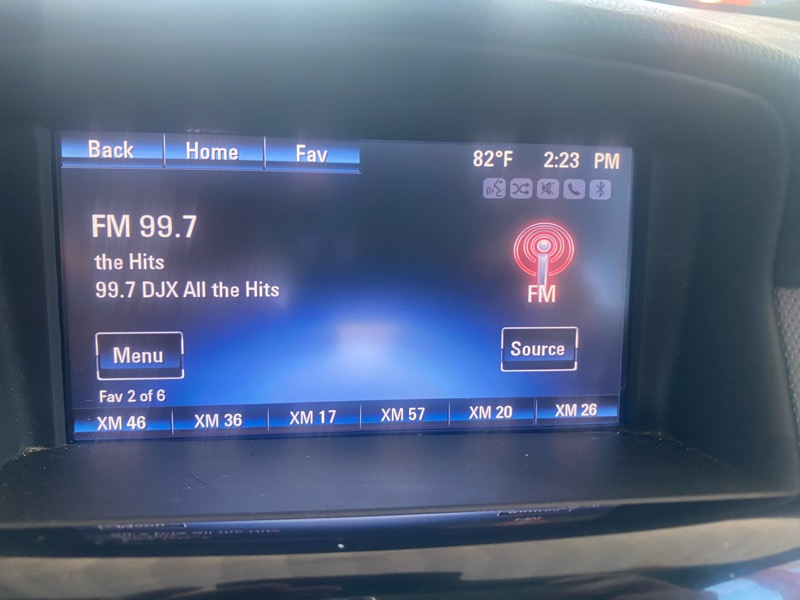 Back Home Fav 82°F 2:23 PM
FM 99.7
the Hits
99.7 DJX All the Hits
FM
Menu Source
Fav 2 of 6
XM 46 XM 36 XM 17 XM 57 XM 20 XM 26